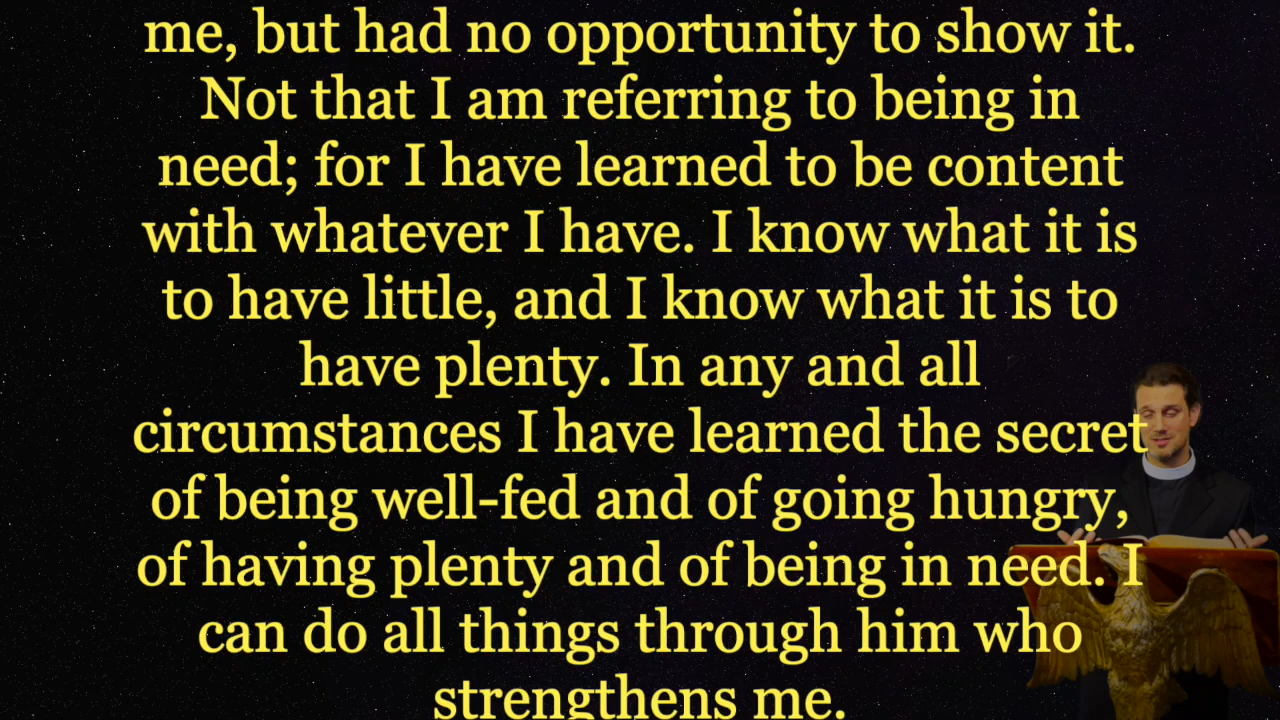 me, but had no opportunity to show it.
Not that I am referring to being in
need; for I have learned to be content
with whatever I have. I know what it is
to have little, and I know what it is to
have plenty. In any and all
circumstances I have learned the secret
of being well-fed and of going hungry,
of having plenty and of being in need. I
can do all things through him who
strengthens me.